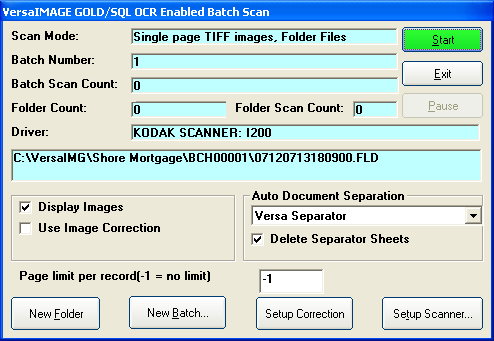 VersaIMAGE GOLD/SQL OCR Enabled Batch Scan
Scan Mode: Single page TIFF images, Folder Files Start
Batch Number: 1
Exit
Batch Scan Count: 0
Folder Count: 0 Folder Scan Count: 0 Pause
Driver: KODAK SCANNER: I200
C:\VersaIMG\Shore Mortgage\BCH00001\07120713180900.FLD
Display Images
Use Image Correction
Auto Document Separation
Versa Separator
Delete Separator Sheets
Page limit per record(-1 = no limit) -1
New Folder New Batch... Setup Correction Setup Scanner...